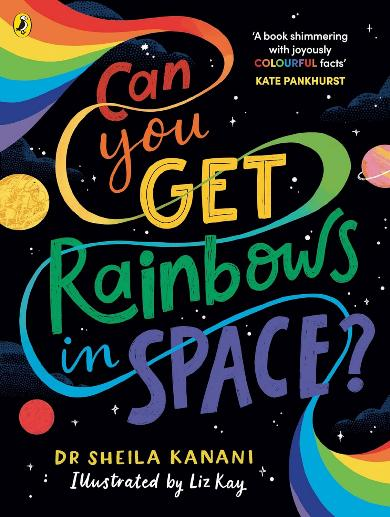 'A book shimmering
with joyously
COLOURFUL facts'
KATE PANKHURST
Can
you
GET
Rainbows
in SPACE?
DR SHEILA KANANI
Illustrated by Liz Kay